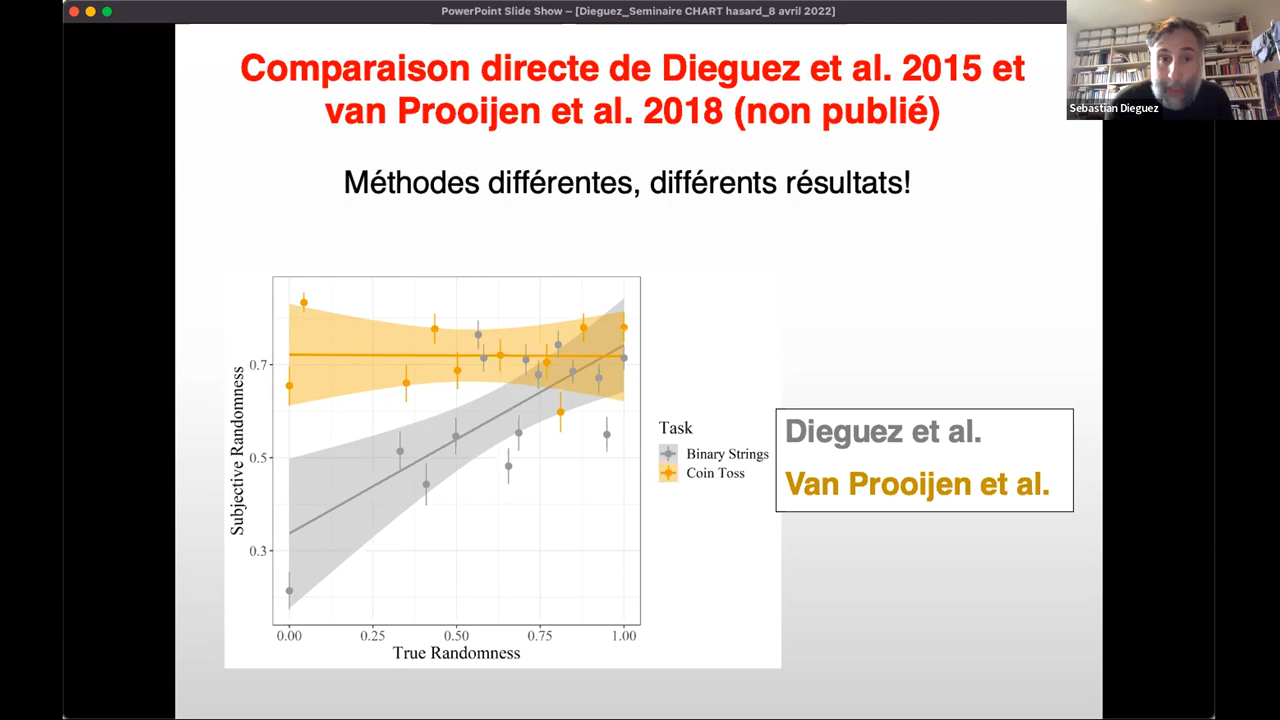 PowerPoint Slide Show – [Dieguez_Seminaire CHART hasard_8 avril 2022]
Sebastian Dieguez
Comparaison directe de Dieguez et al. 2015 et
van Prooijen et al. 2018 (non publié)
Méthodes différentes, différents résultats!
Subjective Randomness
0.7
0.5
0.3
0.00 0.25 0.50 0.75 1.00
True Randomness
Task
Binary Strings
Coin Toss
Dieguez et al.
Van Prooijen et al.